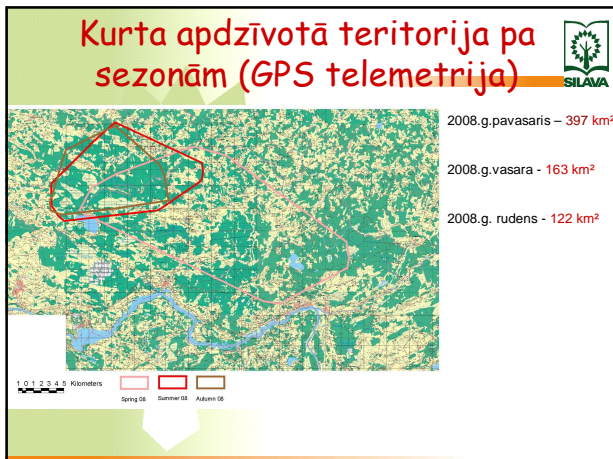 Kurta apdzīvotā teritorija pa
sezonām (GPS telemetrija)
SILAVA
2008.g.pavasaris – 397 km²
2008.g.vasara - 163 km²
2008.g. rudens - 122 km²
1 0 1 2 3 4 5 Kilometers
Spring 08 Summer 08 Autumn 08